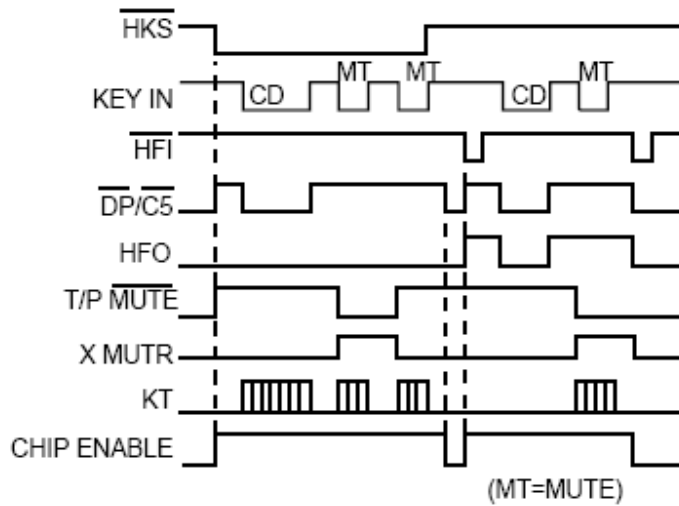 HKS
MT MT MT
KEY IN CD CD
HFI
DP/C5
HFO
T/P MUTE
X MUTR
KT
CHIP ENABLE
(MT=MUTE)